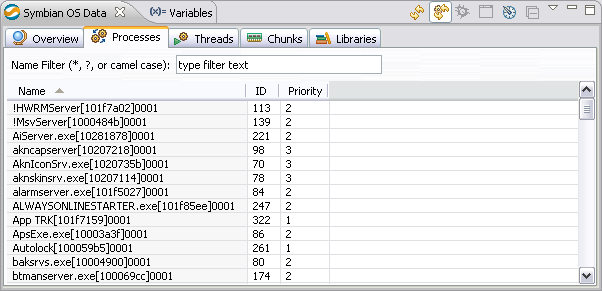 Symbian OS Data (x)= Variables
Overview Processes Threads Chunks Libraries
Name Filter (*, ?, or camel case): type filter text
Name ID Priority
!HWRMServer[101f7a02]0001 113 2
!MsvServer[1000484b]0001 139 2
AiServer.exe[10281878]0001 221 2
akncapserver[10207218]0001 98 3
AknIconSrv.exe[1020735b]0001 70 3
aknskinsrv.exe[10207114]0001 78 3
alarmserver.exe[101f5027]0001 84 2
ALWAYSONLINESTARTER.exe[101f85ee]0001 247 2
App TRK[101f7159]0001 322 1
ApsExe.exe[10003a3f]0001 86 2
Autolock[100059b5]0001 261 1
baksrvs.exe[10004900]0001 80 2
btmanserver.exe[100069cc]0001 174 2